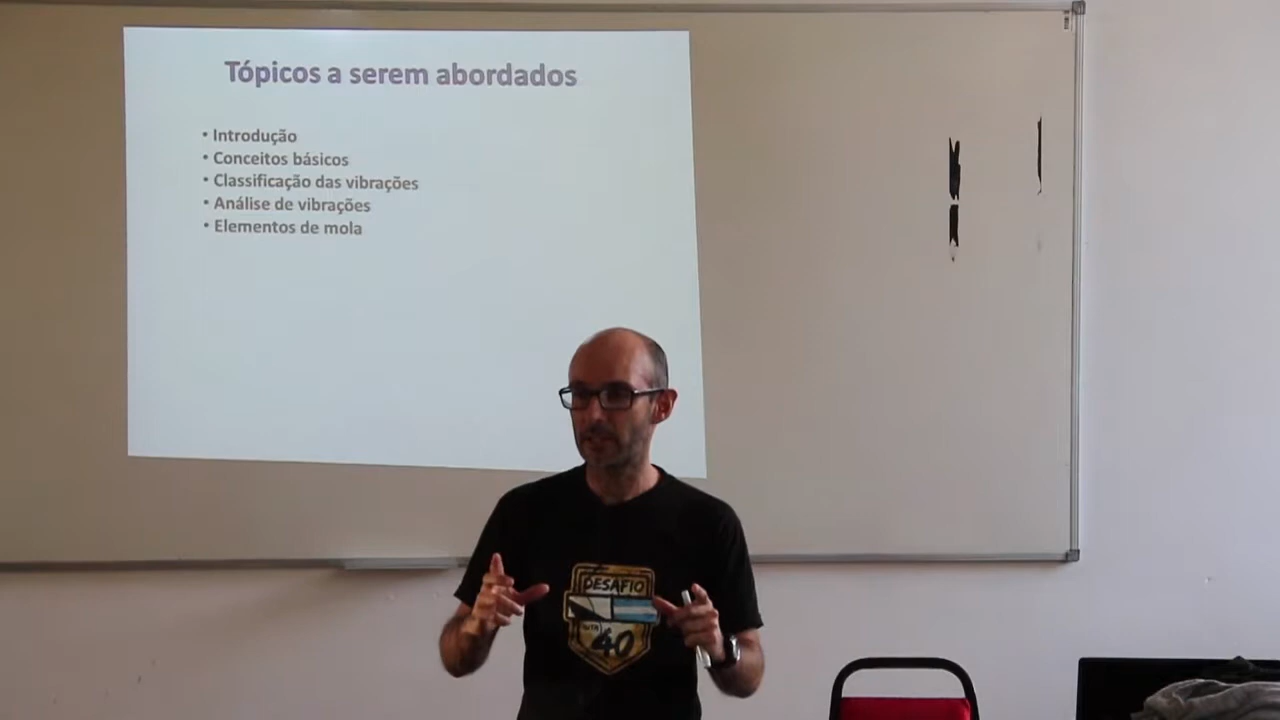 Tópicos a serem abordados
• Introdução
• Conceitos básicos
• Classificação das vibrações
• Análise de vibrações
• Elementos de mola
DESAFIO
40